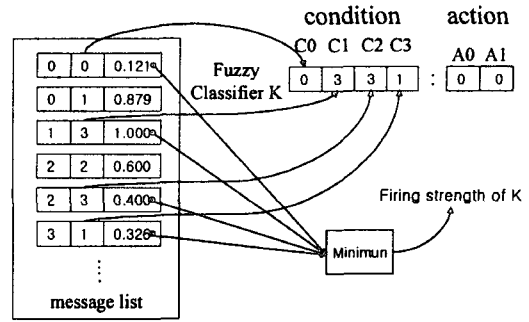 condition action
C0 C1 C2 C3 A0 A1
Fuzzy
Classifier K
0 3 3 1 : 0 0
0 0 0.121
0 1 0.879
1 3 1.000
2 2 0.600
2 3 0.400
3 1 0.326
⋮
message list
Minimun
Firing strength of K